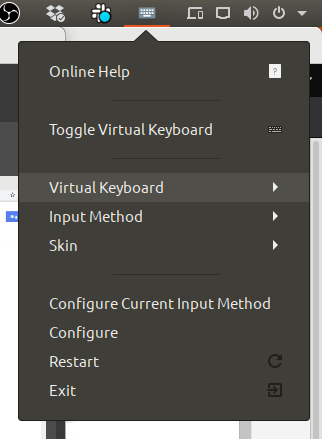 Online Help
?
Toggle Virtual Keyboard
Virtual Keyboard
Input Method
Skin
Configure Current Input Method
Configure
Restart
Exit